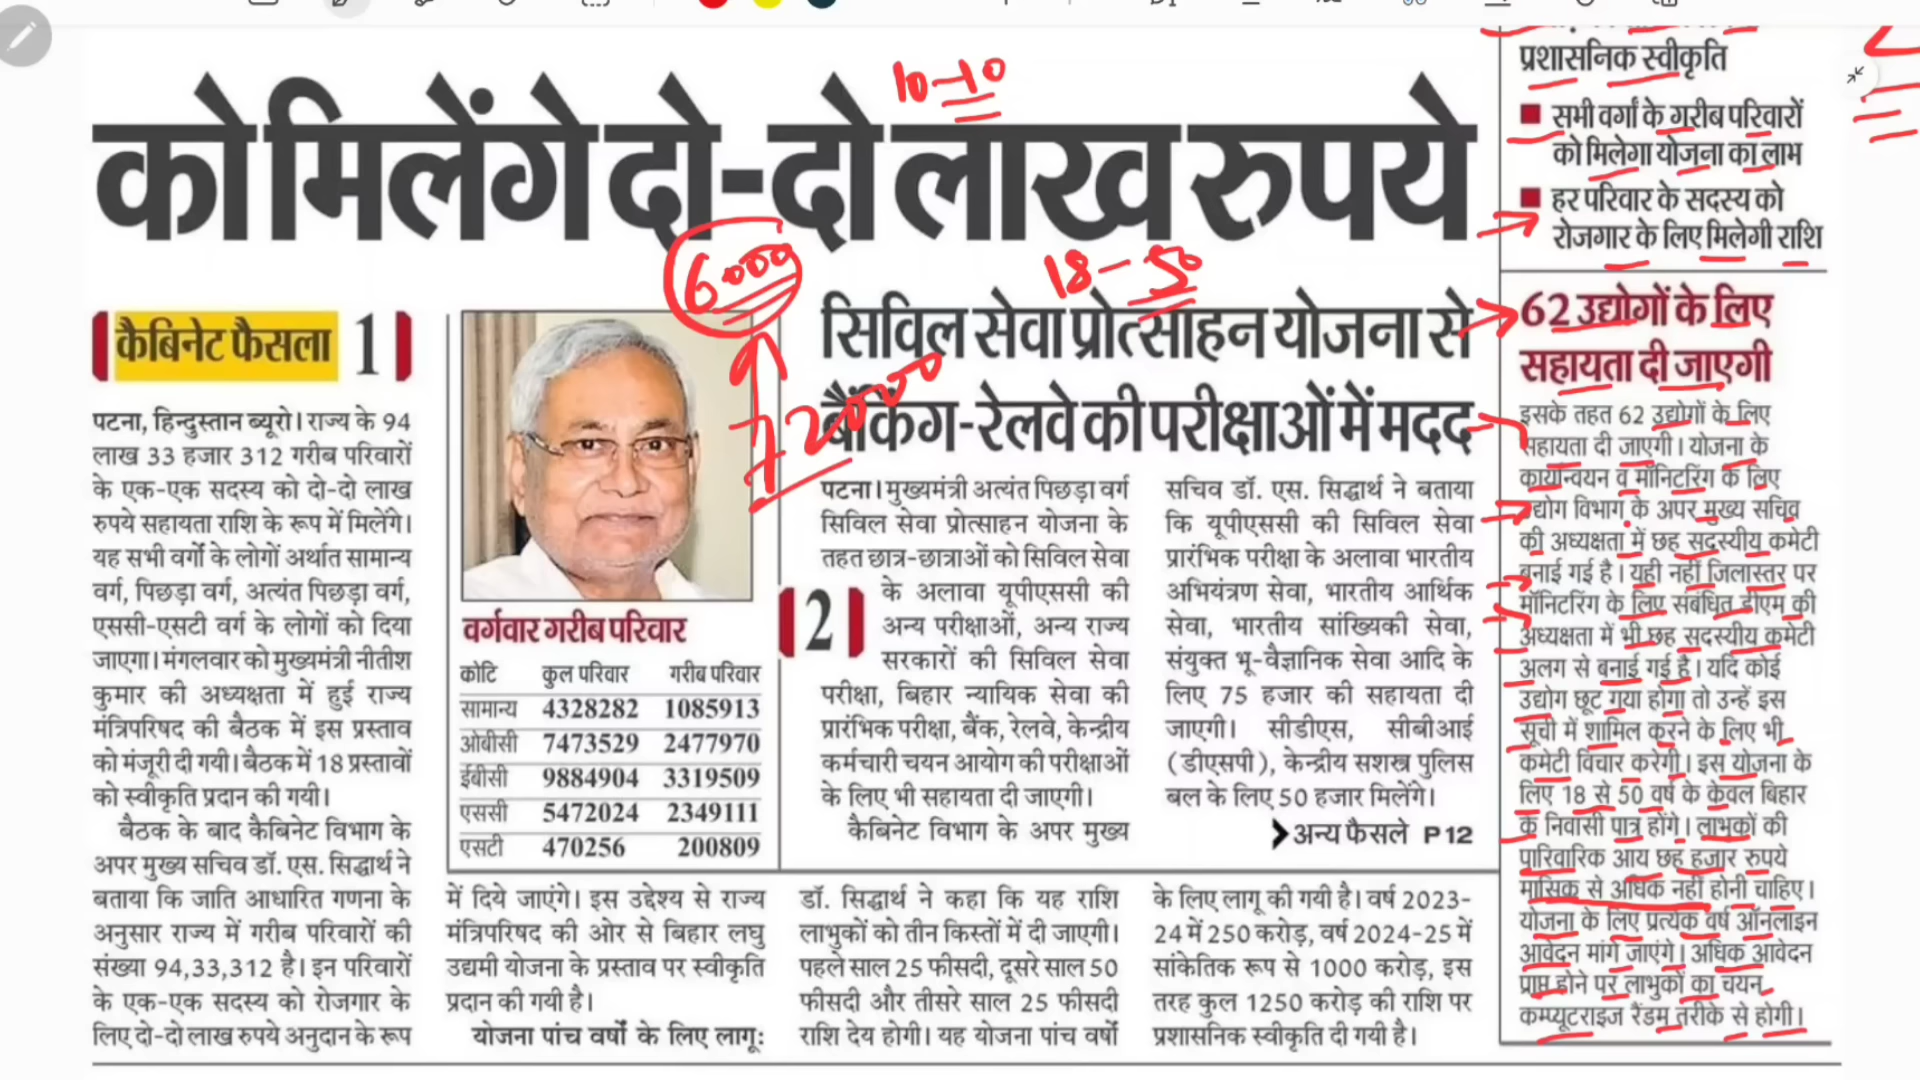 प्रशासनिक स्वीकृति
■ सभी वर्गों के गरीब परिवारों
को मिलेगा योजना का लाभ
■ हर परिवार के सदस्य को
रोजगार के लिए मिलेगी राशि
10-10
को मिलेंगे दो-दो लाख रुपये
6000
18-50
72000
कैबिनेट फैसला 1
पटना, हिन्दुस्तान ब्यूरो। राज्य के 94
लाख 33 हजार 312 गरीब परिवारों
के एक-एक सदस्य को दो-दो लाख
रुपये सहायता राशि के रूप में मिलेंगे।
यह सभी वर्गों के लोगों अर्थात सामान्य
वर्ग, पिछड़ा वर्ग, अत्यंत पिछड़ा वर्ग,
एससी-एसटी वर्ग के लोगों को दिया
जाएगा। मंगलवार को मुख्यमंत्री नीतीश
कुमार की अध्यक्षता में हुई राज्य
मंत्रिपरिषद की बैठक में इस प्रस्ताव
को मंजूरी दी गयी। बैठक में 18 प्रस्तावों
को स्वीकृति प्रदान की गयी।
बैठक के बाद कैबिनेट विभाग के
अपर मुख्य सचिव डॉ. एस. सिद्धार्थ ने
बताया कि जाति आधारित गणना के
अनुसार राज्य में गरीब परिवारों की
संख्या 94,33,312 है। इन परिवारों
के एक-एक सदस्य को रोजगार के
लिए दो-दो लाख रुपये अनुदान के रूप
वर्गवार गरीब परिवार
कोटि कुल परिवार गरीब परिवार
सामान्य 4328282 1085913
ओबीसी 7473529 2477970
ईबीसी 9884904 3319509
एससी 5472024 2349111
एसटी 470256 200809
में दिये जाएंगे। इस उद्देश्य से राज्य
मंत्रिपरिषद की ओर से बिहार लघु
उद्यमी योजना के प्रस्ताव पर स्वीकृति
प्रदान की गयी है।
योजना पांच वर्षों के लिए लागू:
डॉ. सिद्धार्थ ने कहा कि यह राशि
लाभुकों को तीन किस्तों में दी जाएगी।
पहले साल 25 फीसदी, दूसरे साल 50
फीसदी और तीसरे साल 25 फीसदी
राशि देय होगी। यह योजना पांच वर्षों
के लिए लागू की गयी है। वर्ष 2023-
24 में 250 करोड़, वर्ष 2024-25 में
सांकेतिक रूप से 1000 करोड़, इस
तरह कुल 1250 करोड़ की राशि पर
प्रशासनिक स्वीकृति दी गयी है।
सिविल सेवा प्रोत्साहन योजना से
बैंकिंग-रेलवे की परीक्षाओं में मदद
2
पटना। मुख्यमंत्री अत्यंत पिछड़ा वर्ग
सिविल सेवा प्रोत्साहन योजना के
तहत छात्र-छात्राओं को सिविल सेवा
के अलावा यूपीएससी की
अन्य परीक्षाओं, अन्य राज्य
सरकारों की सिविल सेवा
परीक्षा, बिहार न्यायिक सेवा की
प्रारंभिक परीक्षा, बैंक, रेलवे, केन्द्रीय
कर्मचारी चयन आयोग की परीक्षाओं
के लिए भी सहायता दी जाएगी।
कैबिनेट विभाग के अपर मुख्य
सचिव डॉ. एस. सिद्धार्थ ने बताया
कि यूपीएससी की सिविल सेवा
प्रारंभिक परीक्षा के अलावा भारतीय
अभियंत्रण सेवा, भारतीय आर्थिक
सेवा, भारतीय सांख्यिकी सेवा,
संयुक्त भू-वैज्ञानिक सेवा आदि के
लिए 75 हजार की सहायता दी
जाएगी। सीडीएस, सीबीआई
(डीएसपी), केन्द्रीय सशस्त्र पुलिस
बल के लिए 50 हजार मिलेंगे।
अन्य फैसले P 12
62 उद्योगों के लिए
सहायता दी जाएगी
इसके तहत 62 उद्योगों के लिए
सहायता दी जाएगी। योजना के
कार्यान्वयन व मॉनिटरिंग के लिए
उद्योग विभाग के अपर मुख्य सचिव
की अध्यक्षता में छह सदस्यीय कमेटी
बनाई गई है। यही नहीं जिलास्तर पर
मॉनिटरिंग के लिए संबंधित डीएम की
अध्यक्षता में भी छह सदस्यीय कमेटी
अलग से बनाई गई है। यदि कोई
उद्योग छूट गया होगा तो उन्हें इस
सूची में शामिल करने के लिए भी
कमेटी विचार करेगी। इस योजना के
लिए 18 से 50 वर्ष के केवल बिहार
के निवासी पात्र होंगे। लाभुकों की
पारिवारिक आय छह हजार रुपये
मासिक से अधिक नहीं होनी चाहिए।
योजना के लिए प्रत्येक वर्ष ऑनलाइन
आवेदन मांगे जाएंगे। अधिक आवेदन
प्राप्त होने पर लाभुकों का चयन
कम्प्यूटराइज रैंडम तरीके से होगी।